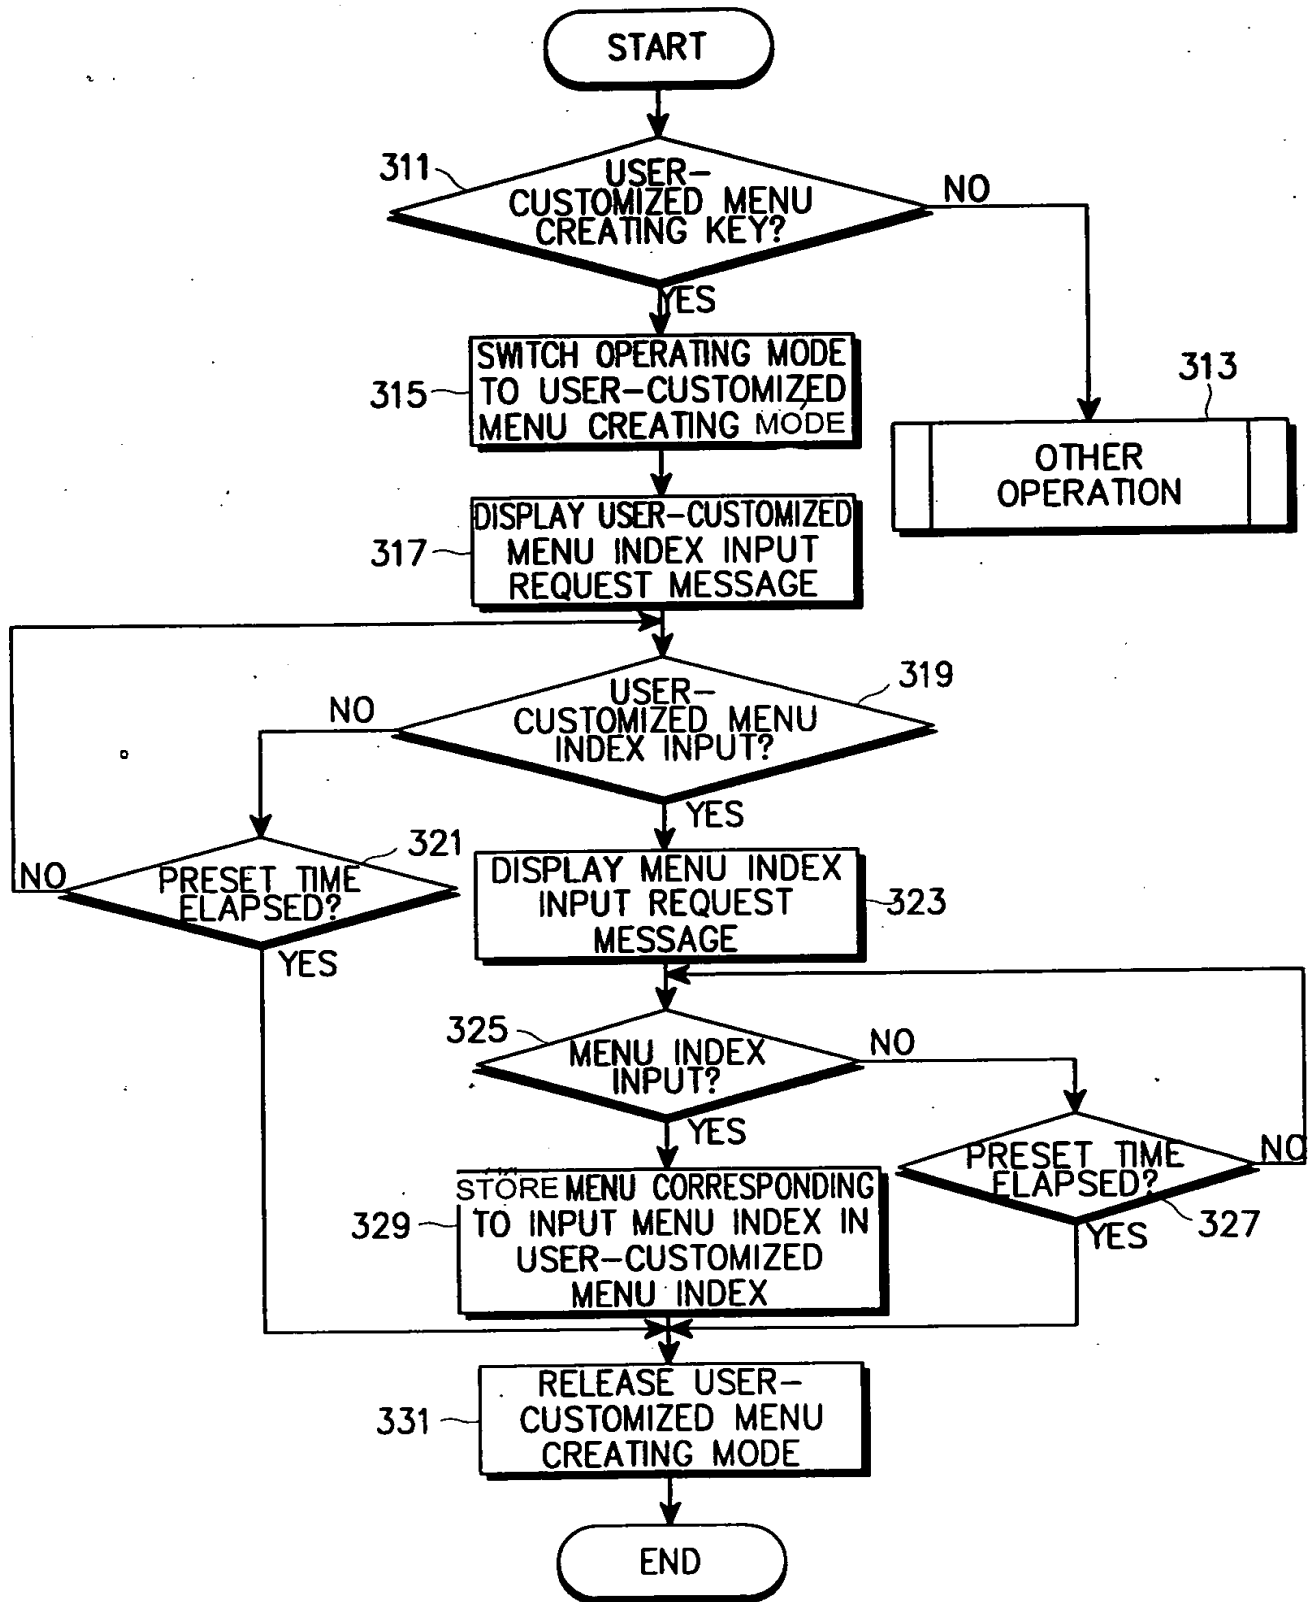 START
311
USER-
CUSTOMIZED MENU
CREATING KEY?
NO
YES
SWITCH OPERATING MODE
TO USER-CUSTOMIZED
MENU CREATING MODE
315
313
OTHER
OPERATION
DISPLAY USER-CUSTOMIZED
MENU INDEX INPUT
REQUEST MESSAGE
317
319
USER-
CUSTOMIZED MENU
INDEX INPUT?
NO
YES
321
PRESET TIME
ELAPSED?
NO
YES
DISPLAY MENU INDEX
INPUT REQUEST
MESSAGE
323
325
MENU INDEX
INPUT?
NO
YES
PRESET TIME
ELAPSED?
NO
327
YES
STORE MENU CORRESPONDING
TO INPUT MENU INDEX IN
USER-CUSTOMIZED
MENU INDEX
329
RELEASE USER-
CUSTOMIZED MENU
CREATING MODE
331
END